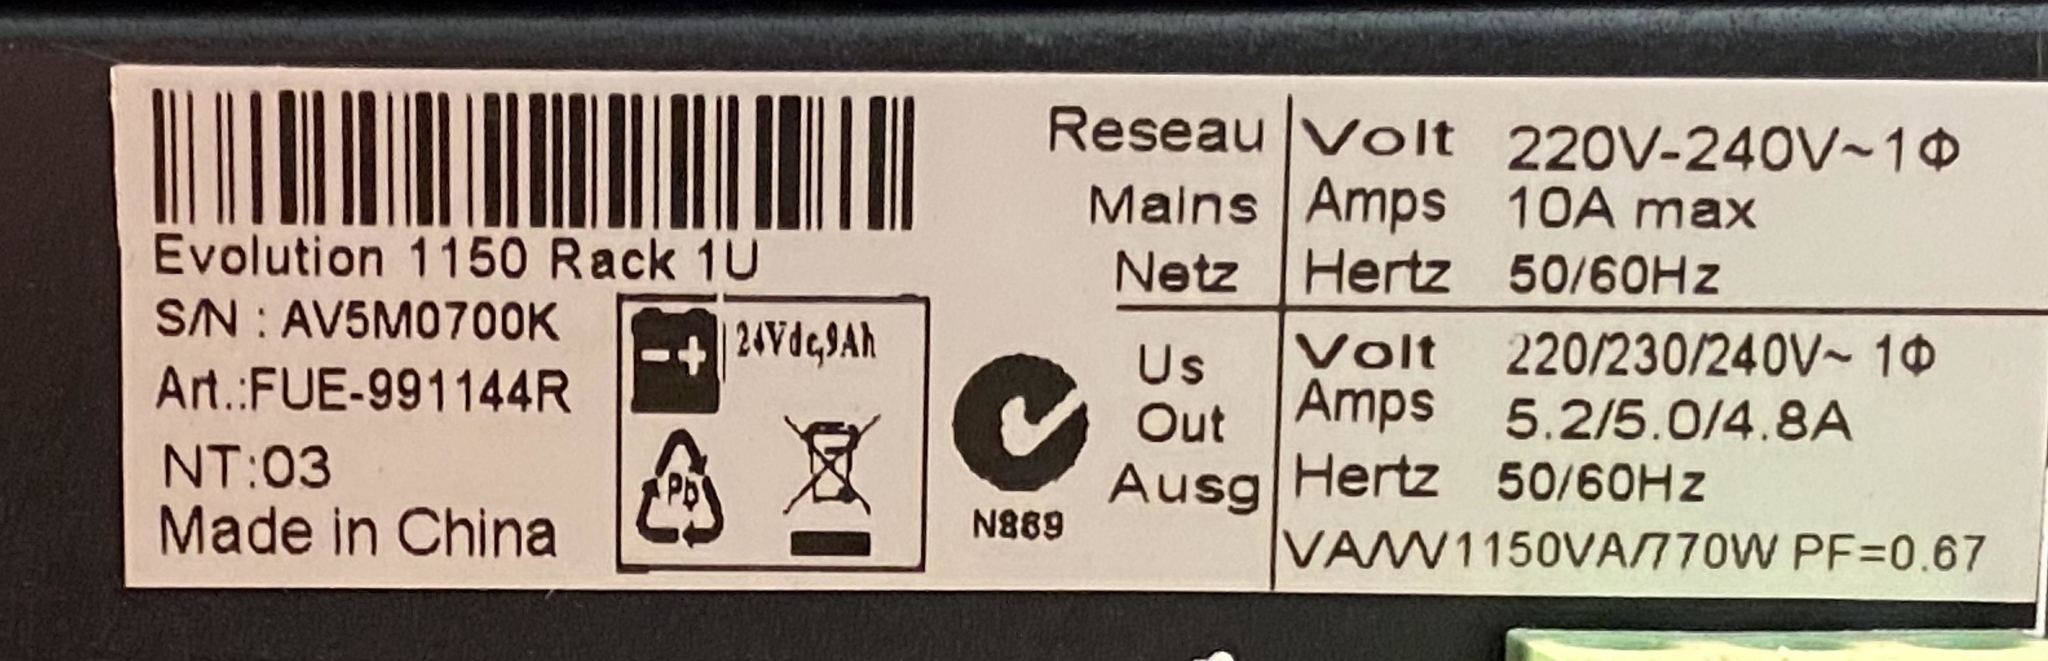 Evolution 1150 Rack 1U
S/N : AV5M0700K
Art.:FUE-991144R
NT:03
Made in China
- +
24Vdc,9Ah
Pb
N869
Reseau
Mains
Netz
Volt 220V-240V~1Φ
Amps 10A max
Hertz 50/60Hz
Us
Out
Ausg
Volt 220/230/240V~ 1Φ
Amps 5.2/5.0/4.8A
Hertz 50/60Hz
VA/W 1150VA/770W PF=0.67